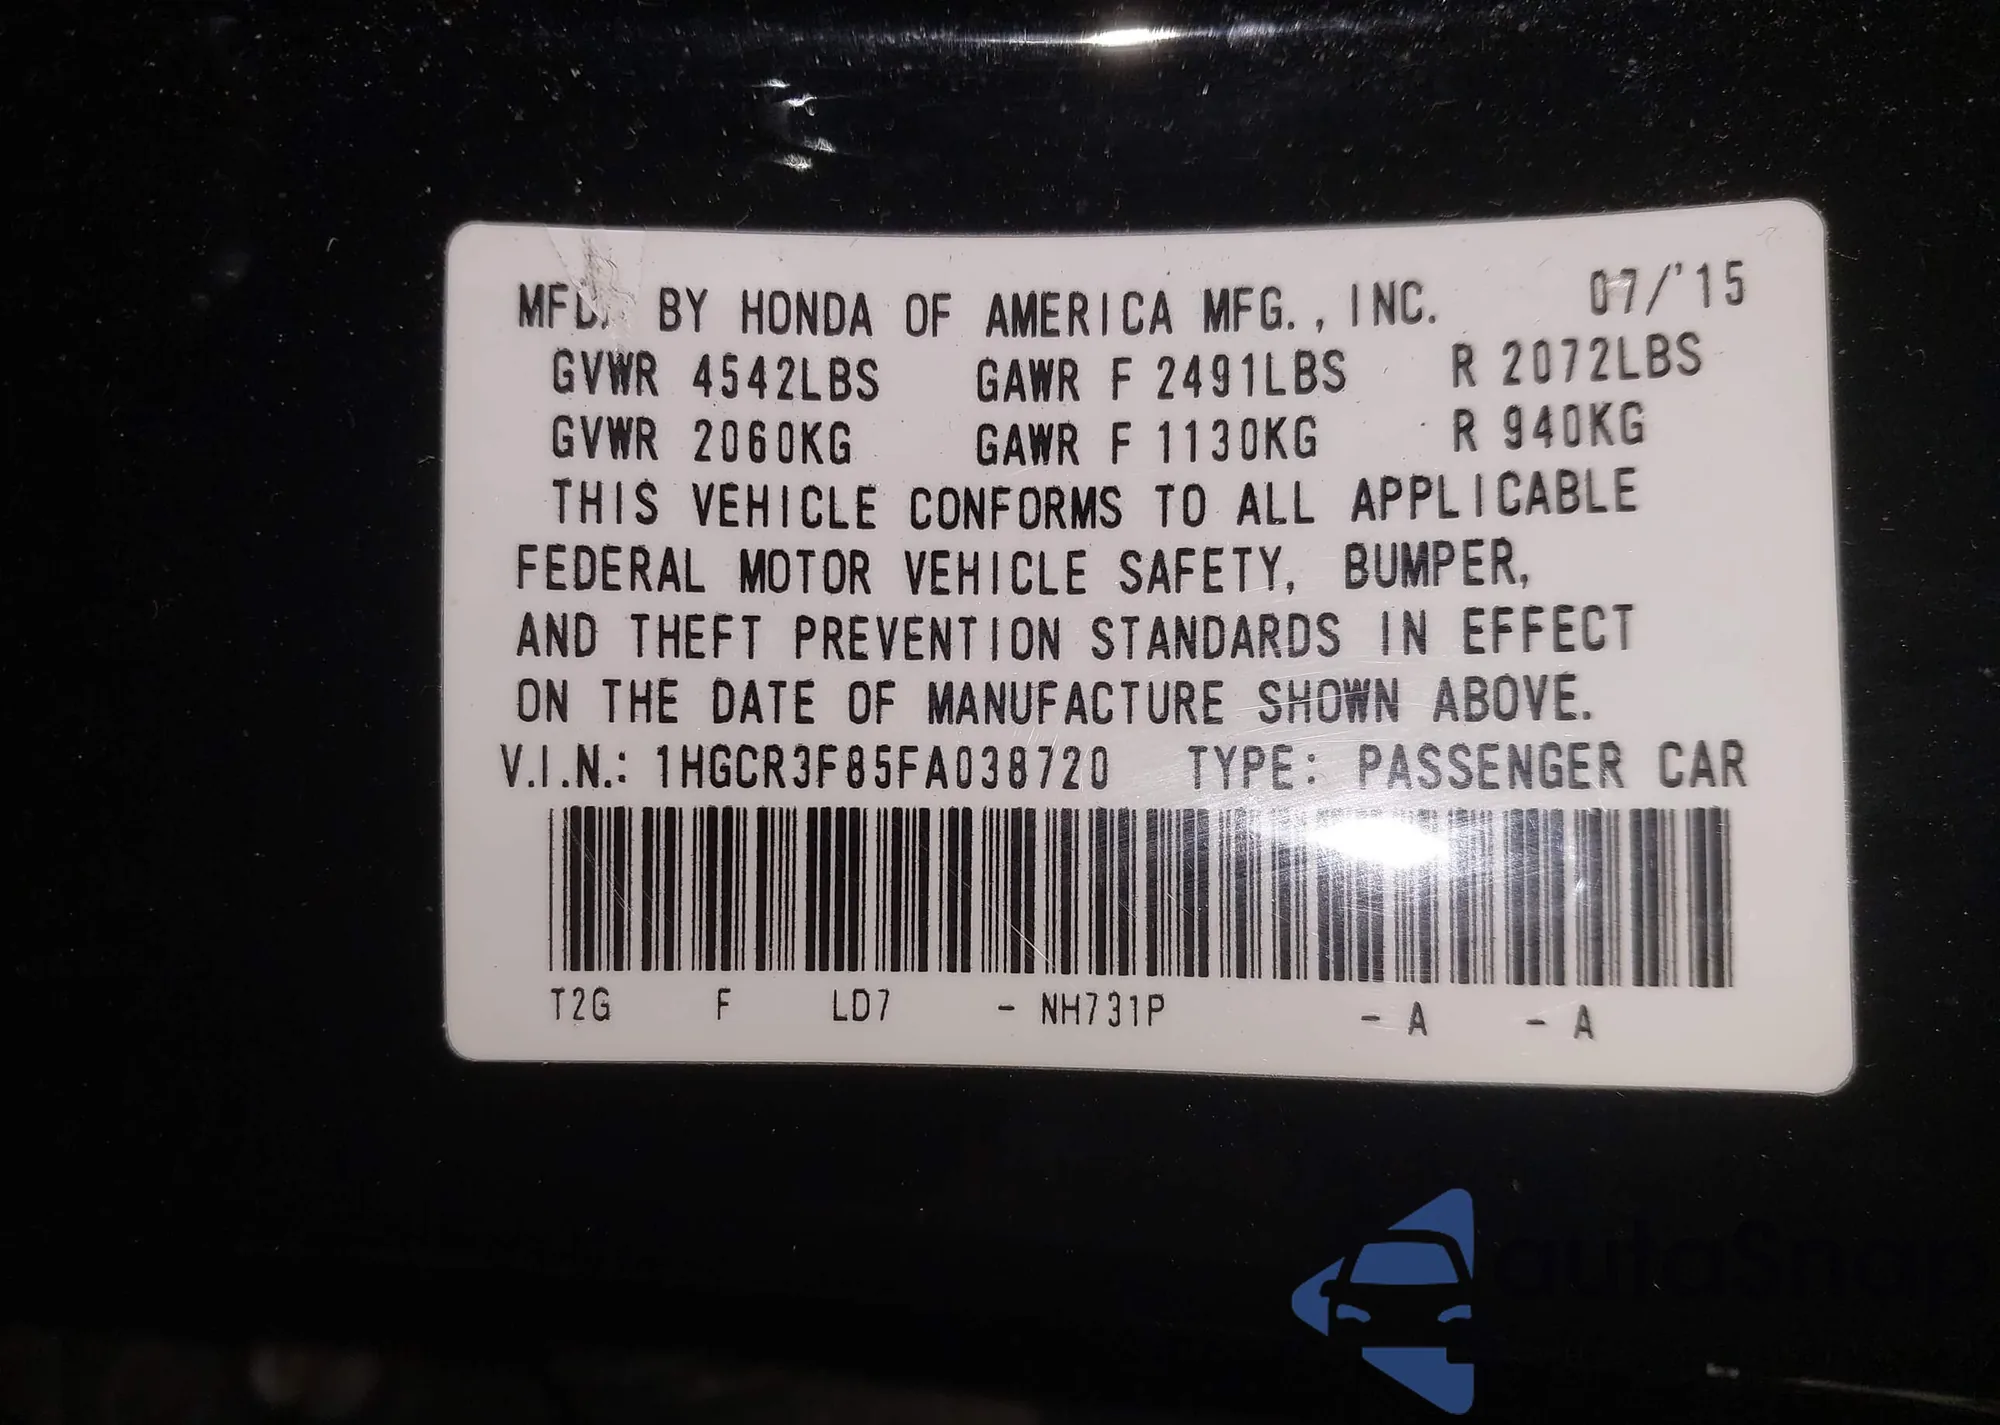 MFD. BY HONDA OF AMERICA MFG., INC. 07/'15
GVWR 4542LBS GAWR F 2491LBS R 2072LBS
GVWR 2060KG GAWR F 1130KG R 940KG
THIS VEHICLE CONFORMS TO ALL APPLICABLE
FEDERAL MOTOR VEHICLE SAFETY, BUMPER,
AND THEFT PREVENTION STANDARDS IN EFFECT
ON THE DATE OF MANUFACTURE SHOWN ABOVE.
V.I.N.: 1HGCR3F85FA038720 TYPE: PASSENGER CAR
T2G F LD7 - NH731P - A - A